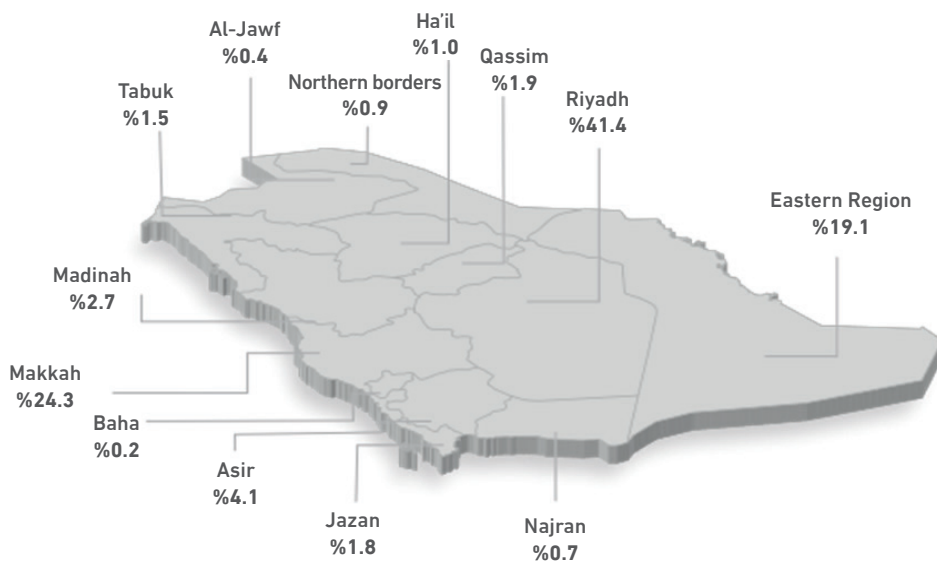 Al-Jawf
%0.4
Ha'il
%1.0
Qassim
%1.9
Northern borders
%0.9
Tabuk
%1.5
Riyadh
%41.4
Eastern Region
%19.1
Madinah
%2.7
Makkah
%24.3
Baha
%0.2
Asir
%4.1
Jazan
%1.8
Najran
%0.7